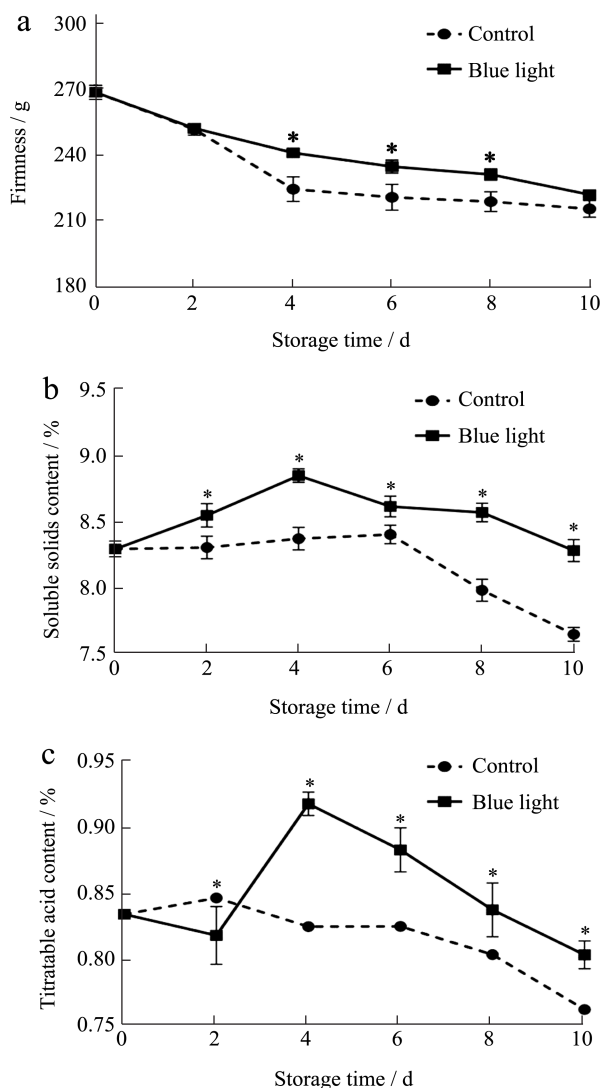 a
300
270
240
210
180
Firmness / g
Control
Blue light
* * *
0 2 4 6 8 10
Storage time / d
b
9.5
9.0
8.5
8.0
7.5
Soluble solids content / %
Control
Blue light
* * * * *
0 2 4 6 8 10
Storage time / d
c
0.95
0.90
0.85
0.80
0.75
Titratable acid content / %
Control
Blue light
* * * * *
0 2 4 6 8 10
Storage time / d